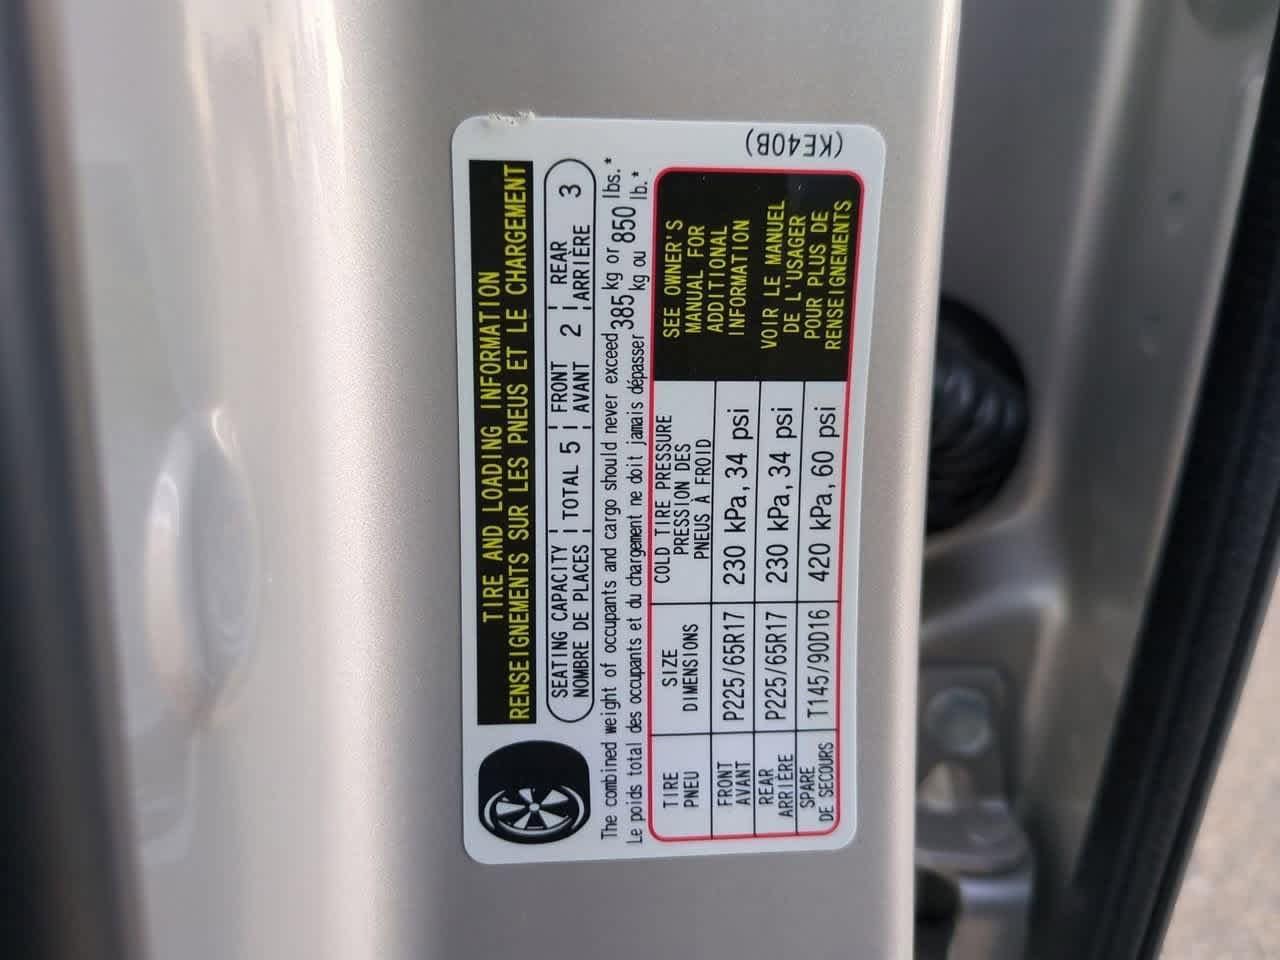 TIRE AND LOADING INFORMATION
RENSEIGNEMENTS SUR LES PNEUS ET LE CHARGEMENT
SEATING CAPACITY TOTAL 5 FRONT 2 REAR 3
NOMBRE DE PLACES AVANT ARRIÈRE
The combined weight of occupants and cargo should never exceed 385 kg or 850 lbs.*
Le poids total des occupants et du chargement ne doit jamais dépasser kg ou lb.*
TIRE SIZE COLD TIRE PRESSURE
PNEU DIMENSIONS PRESSION DES
PNEUS À FROID
FRONT P225/65R17 230 kPa, 34 psi
AVANT
REAR P225/65R17 230 kPa, 34 psi
ARRIÈRE
SPARE T145/90D16 420 kPa, 60 psi
DE SECOURS
SEE OWNER'S
MANUAL FOR
ADDITIONAL
INFORMATION
VOIR LE MANUEL
DE L'USAGER
POUR PLUS DE
RENSEIGNEMENTS
(KE40B)